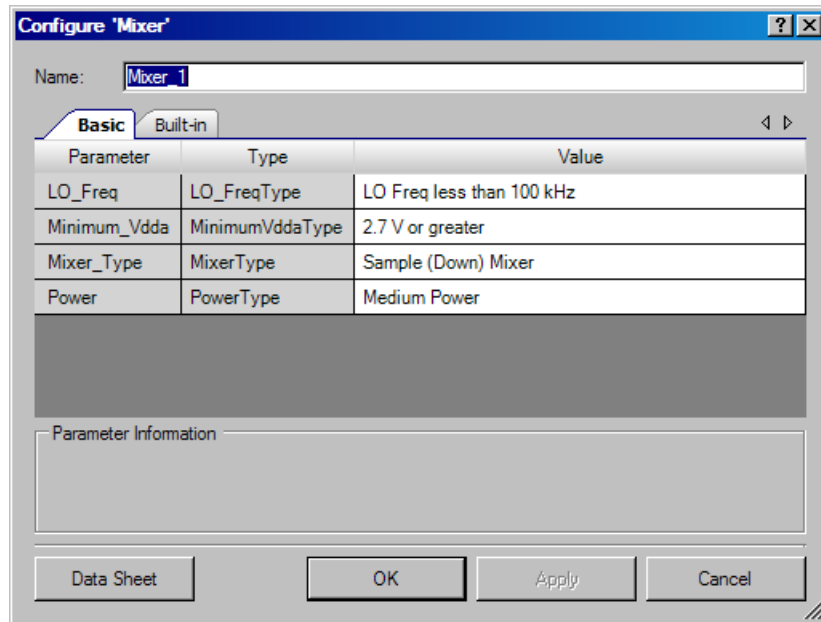 Configure 'Mixer'
Name: Mixer_1
Basic Built-in
Parameter Type Value
LO_Freq LO_FreqType LO Freq less than 100 kHz
Minimum_Vdda MinimumVddaType 2.7 V or greater
Mixer_Type MixerType Sample (Down) Mixer
Power PowerType Medium Power
Parameter Information
Data Sheet OK Apply Cancel